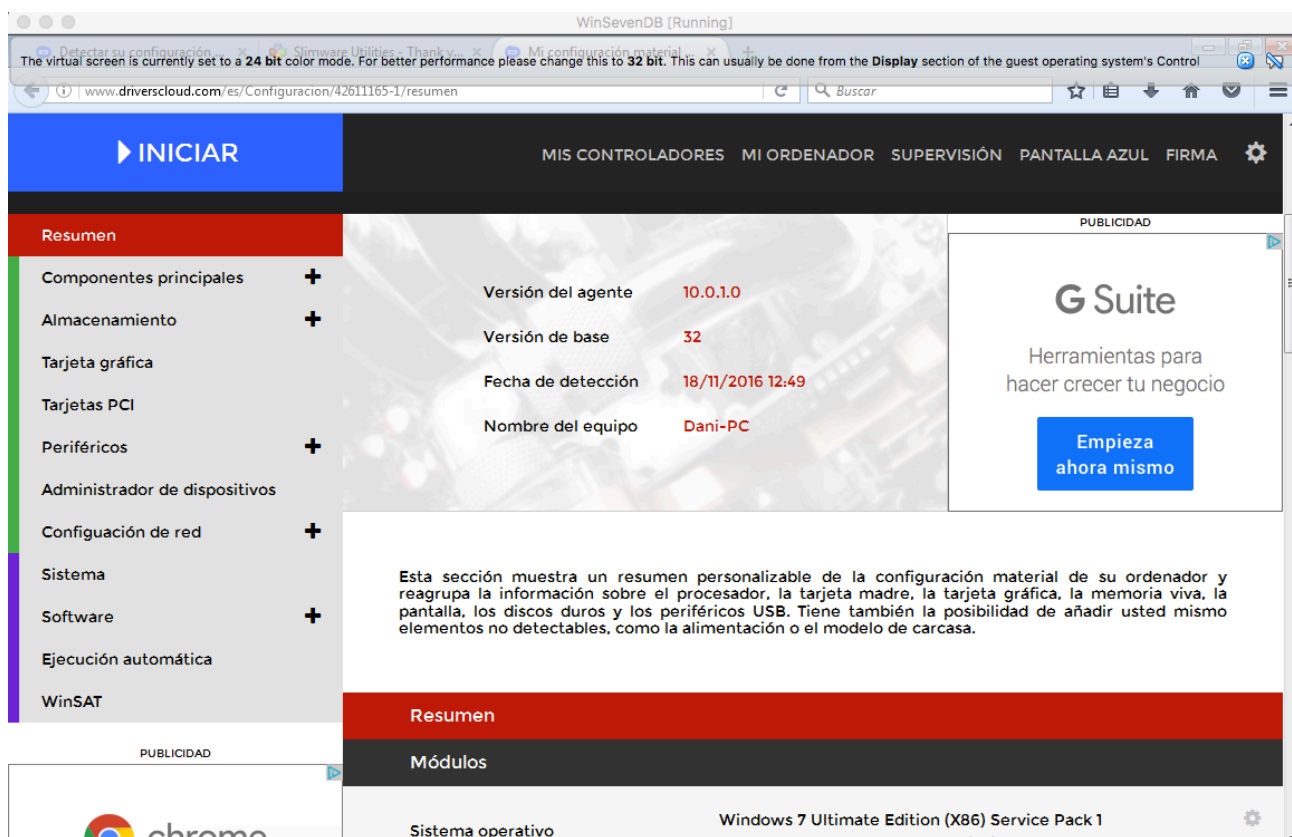 WinSevenDB [Running]
Detectar su configuración ...
Slimware Utilities - Thank y...
Mi configuración material ...
The virtual screen is currently set to a 24 bit color mode. For better performance please change this to 32 bit. This can usually be done from the Display section of the guest operating system's Control
www.driverscloud.com/es/Configuracion/42611165-1/resumen
Buscar
INICIAR
MIS CONTROLADORES MI ORDENADOR SUPERVISIÓN PANTALLA AZUL FIRMA
Resumen
Componentes principales
Almacenamiento
Tarjeta gráfica
Tarjetas PCI
Periféricos
Administrador de dispositivos
Configuación de red
Sistema
Software
Ejecución automática
WinSAT
PUBLICIDAD
chrome
Versión del agente 10.0.1.0
Versión de base 32
Fecha de detección 18/11/2016 12:49
Nombre del equipo Dani-PC
PUBLICIDAD
G Suite
Herramientas para
hacer crecer tu negocio
Empieza
ahora mismo
Esta sección muestra un resumen personalizable de la configuración material de su ordenador y
reagrupa la información sobre el procesador, la tarjeta madre, la tarjeta gráfica, la memoria viva, la
pantalla, los discos duros y los periféricos USB. Tiene también la posibilidad de añadir usted mismo
elementos no detectables, como la alimentación o el modelo de carcasa.
Resumen
Módulos
Sistema operativo
Windows 7 Ultimate Edition (X86) Service Pack 1